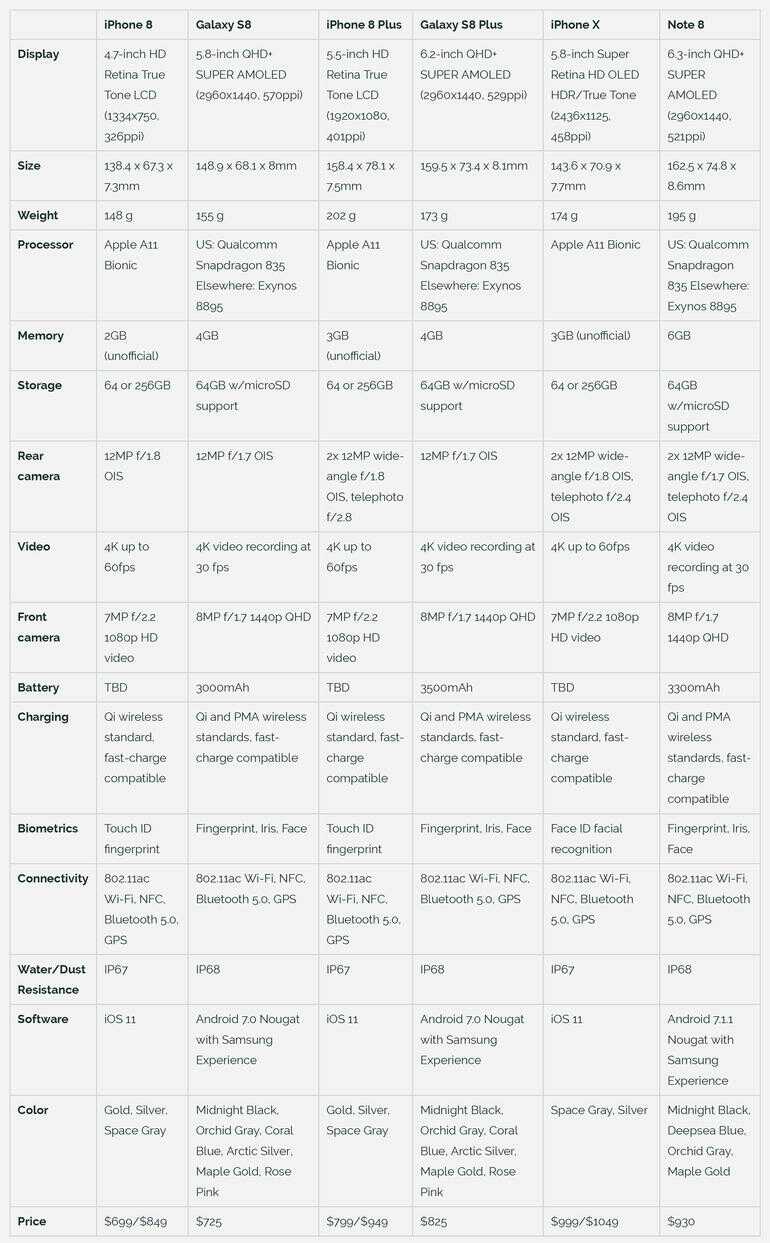 iPhone 8 Galaxy S8 iPhone 8 Plus Galaxy S8 Plus iPhone X Note 8
Display 4.7-inch HD 5.8-inch QHD+ 5.5-inch HD 6.2-inch QHD+ 5.8-inch Super 6.3-inch QHD+
Retina True SUPER AMOLED Retina True SUPER AMOLED Retina HD OLED SUPER
Tone LCD (2960x1440, 570ppi) Tone LCD (2960x1440, 529ppi) HDR/True Tone AMOLED
(1334x750, (1920x1080, (2436x1125, (2960x1440,
326ppi) 401ppi) 458ppi) 521ppi)
Size 138.4 x 67.3 x 148.9 x 68.1 x 8mm 158.4 x 78.1 x 159.5 x 73.4 x 8.1mm 143.6 x 70.9 x 162.5 x 74.8 x
7.3mm 7.5mm 7.7mm 8.6mm
Weight 148 g 155 g 202 g 173 g 174 g 195 g
Processor Apple A11 US: Qualcomm Apple A11 US: Qualcomm Apple A11 Bionic US: Qualcomm
Bionic Snapdragon 835 Bionic Snapdragon 835 Snapdragon
Elsewhere: Exynos Elsewhere: Exynos 835 Elsewhere:
8895 8895 Exynos 8895
Memory 2GB 4GB 3GB 4GB 3GB (unofficial) 6GB
(unofficial) (unofficial)
Storage 64 or 256GB 64GB w/microSD 64 or 256GB 64GB w/microSD 64 or 256GB 64GB
support support w/microSD
support
Rear 12MP f/1.8 12MP f/1.7 OIS 2x 12MP wide- 12MP f/1.7 OIS 2x 12MP wide- 2x 12MP wide-
camera OIS angle f/1.8 angle f/1.8 OIS, angle f/1.7 OIS,
OIS, telephoto telephoto f/2.4 telephoto f/2.4
f/2.8 OIS OIS
Video 4K up to 4K video recording at 4K up to 4K video recording at 4K up to 60fps 4K video
60fps 30 fps 60fps 30 fps recording at 30
fps
Front 7MP f/2.2 8MP f/1.7 1440p QHD 7MP f/2.2 8MP f/1.7 1440p QHD 7MP f/2.2 1080p 8MP f/1.7
camera 1080p HD 1080p HD HD video 1440p QHD
video video
Battery TBD 3000mAh TBD 3500mAh TBD 3300mAh
Charging Qi wireless Qi and PMA wireless Qi wireless Qi and PMA wireless Qi wireless Qi and PMA
standard, standards, fast- standard, fast- standards, fast- standard, fast- wireless
fast-charge charge compatible charge charge compatible charge standards, fast-
compatible compatible compatible charge
compatible
Biometrics Touch ID Fingerprint, Iris, Face Touch ID Fingerprint, Iris, Face Face ID facial Fingerprint, Iris,
fingerprint fingerprint recognition Face
Connectivity 802.11ac 802.11ac Wi-Fi, NFC, 802.11ac 802.11ac Wi-Fi, NFC, 802.11ac Wi-Fi, 802.11ac Wi-Fi,
Wi-Fi, NFC, Bluetooth 5.0, GPS Wi-Fi, NFC, Bluetooth 5.0, GPS NFC, Bluetooth NFC, Bluetooth
Bluetooth 5.0, Bluetooth 5.0, 5.0, GPS 5.0, GPS
GPS GPS
Water/Dust IP67 IP68 IP67 IP68 IP67 IP68
Resistance
Software iOS 11 Android 7.0 Nougat iOS 11 Android 7.0 Nougat iOS 11 Android 7.1.1
with Samsung with Samsung Nougat with
Experience Experience Samsung
Experience
Color Gold, Silver, Midnight Black, Gold, Silver, Midnight Black, Space Gray, Silver Midnight Black,
Space Gray Orchid Gray, Coral Space Gray Orchid Gray, Coral Deepsea Blue,
Blue, Arctic Silver, Blue, Arctic Silver, Orchid Gray,
Maple Gold, Rose Maple Gold, Rose Maple Gold
Pink Pink
Price $699/$849 $725 $799/$949 $825 $999/$1049 $930